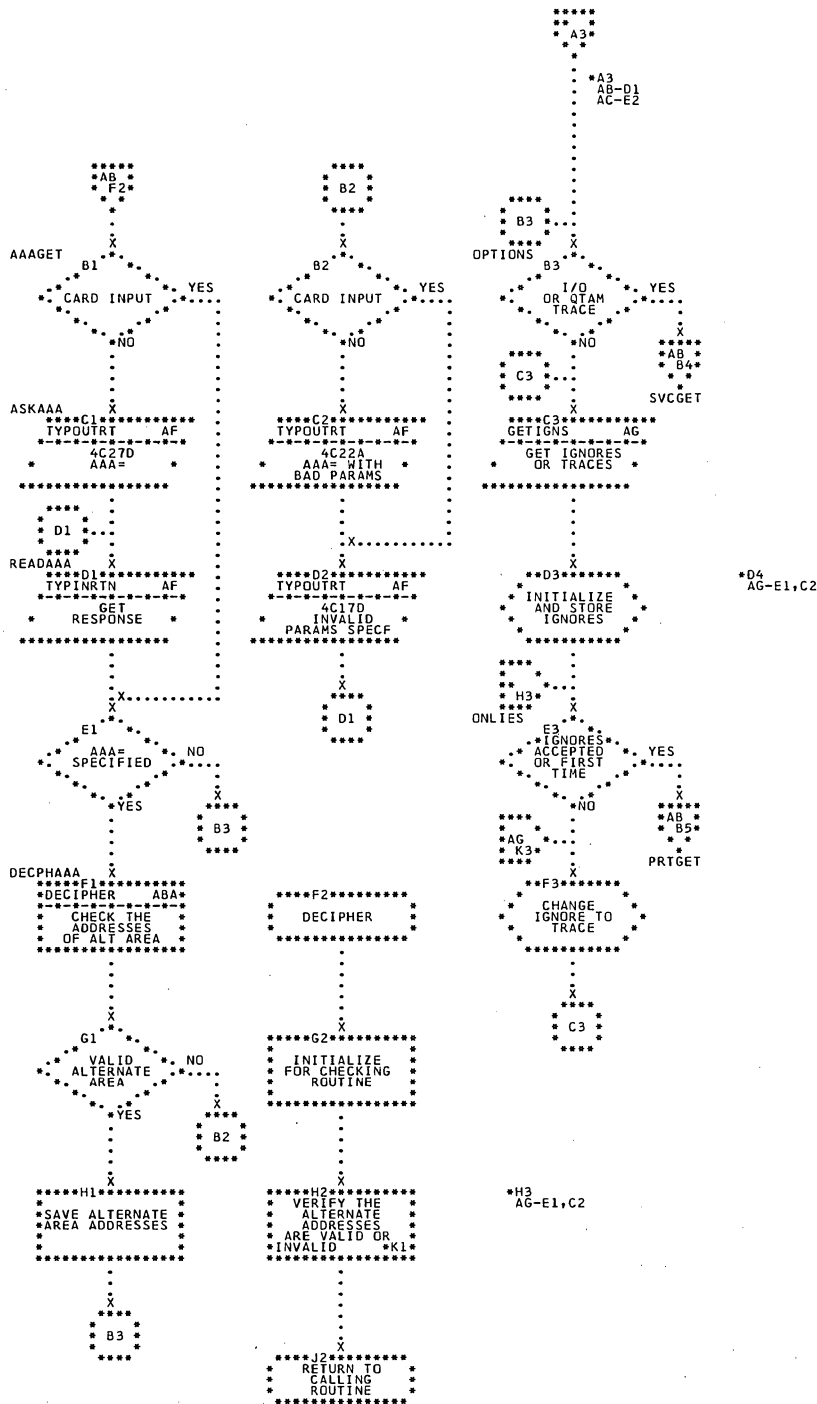 A3
*A3
AB-D1
AC-E2
AB
F2*
B2
B3
AAAGET
OPTIONS
B1
CARD INPUT
YES
*NO
B2
CARD INPUT
YES
*NO
B3
I/O
OR QTAM
TRACE
YES
*NO
AB
B4
SVCGET
C3
ASKAAA
C1
TYPOUTRT AF
4C27D
AAA=
C2
TYPOUTRT AF
4C22A
AAA= WITH
BAD PARAMS
C3
GETIGNS AG
GET IGNORES
OR TRACES
D1
READAAA
D1
TYPINRTN AF
GET
RESPONSE
D2
TYPOUTRT AF
4C17D
INVALID
PARAMS SPECF
D3
INITIALIZE
AND STORE
IGNORES
*D4
AG-E1,C2
D1
H3*
ONLIES
E1
AAA=
SPECIFIED
NO
*YES
B3
E3
*IGNORES
ACCEPTED
OR FIRST
TIME
YES
*NO
AB
B5*
PRTGET
AG
K3*
DECPHAAA
F1
*DECIPHER ABA*
CHECK THE
ADDRESSES
OF ALT AREA
F2
DECIPHER
F3
CHANGE
IGNORE TO
TRACE
C3
G1
VALID
ALTERNATE
AREA
NO
*YES
B2
G2
INITIALIZE
FOR CHECKING
ROUTINE
H1
*SAVE ALTERNATE
*AREA ADDRESSES
H2
VERIFY THE
ALTERNATE
ADDRESSES
ARE VALID OR
*INVALID *K1*
*H3
AG-E1,C2
B3
J2
RETURN TO
CALLING
ROUTINE